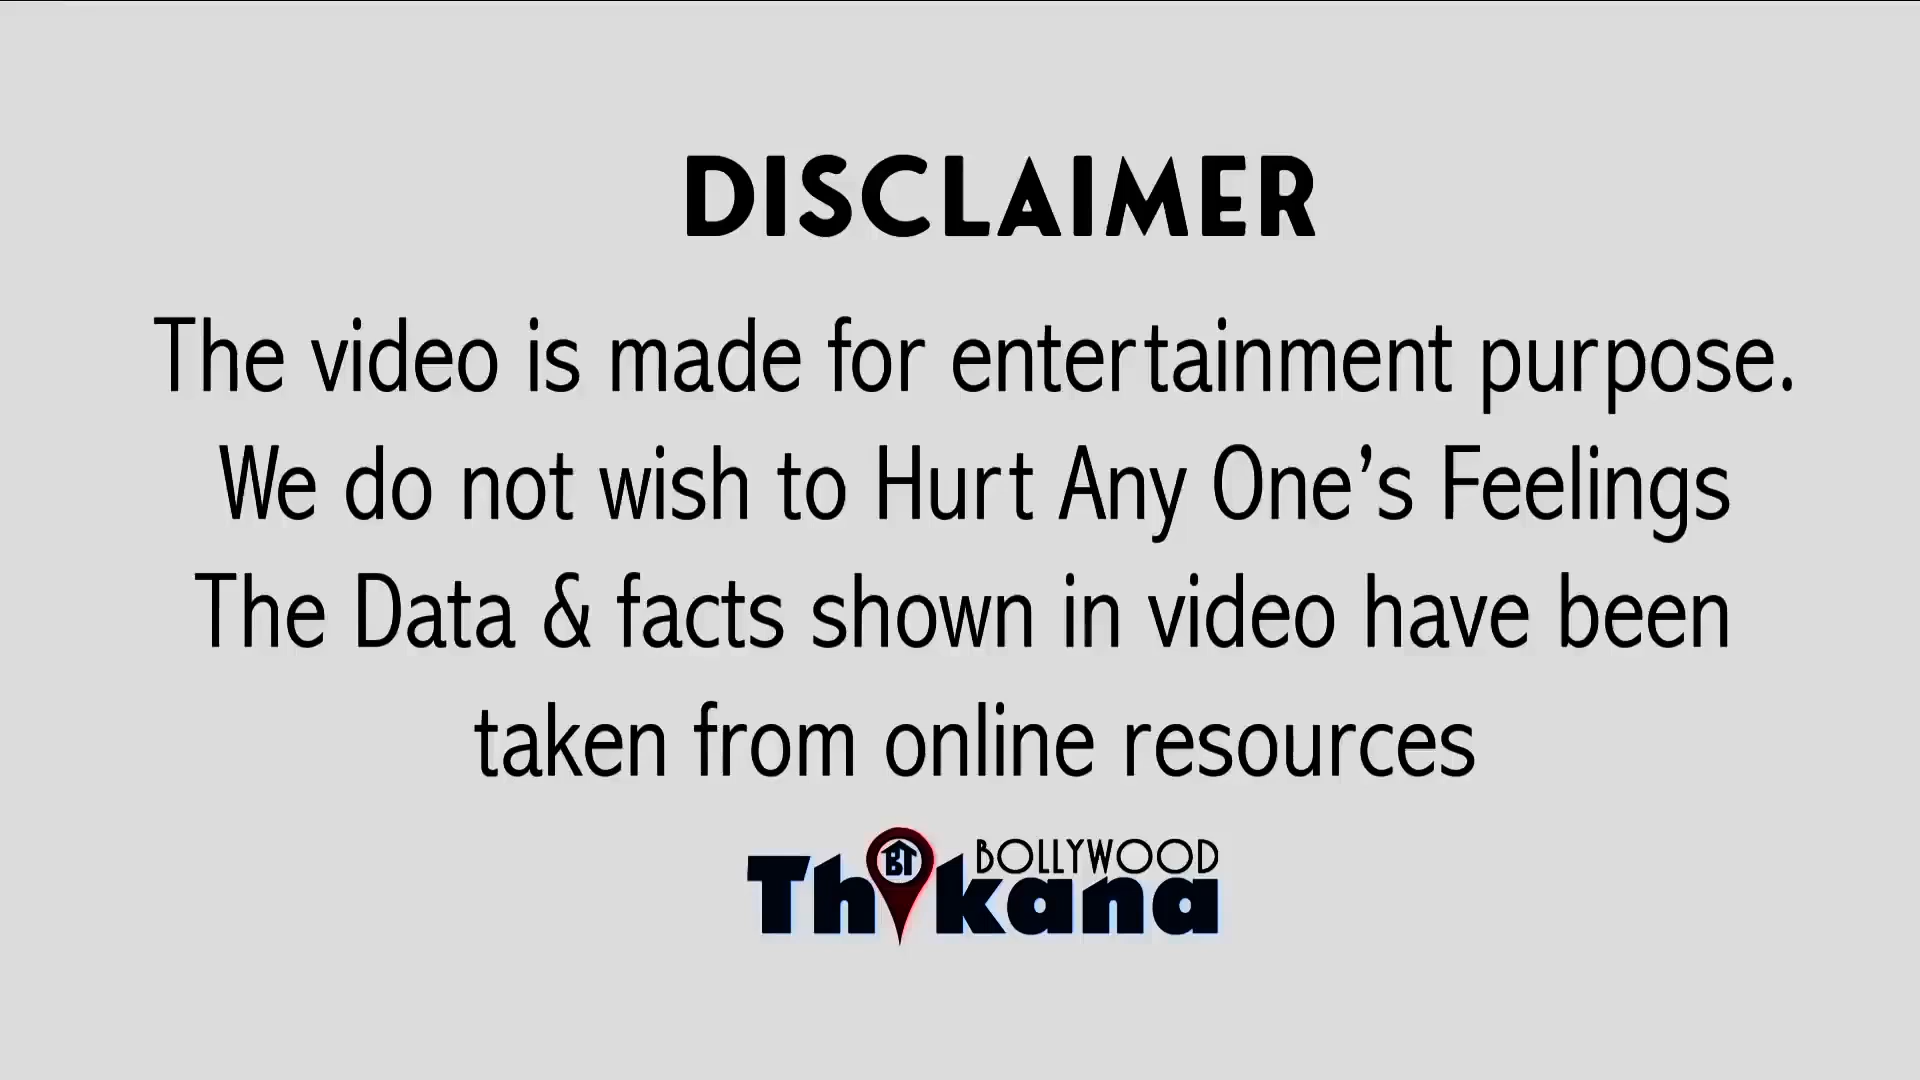 DISCLAIMER
The video is made for entertainment purpose.
We do not wish to Hurt Any One’s Feelings
The Data & facts shown in video have been
taken from online resources
BOLLYWOOD
BT
Thikana